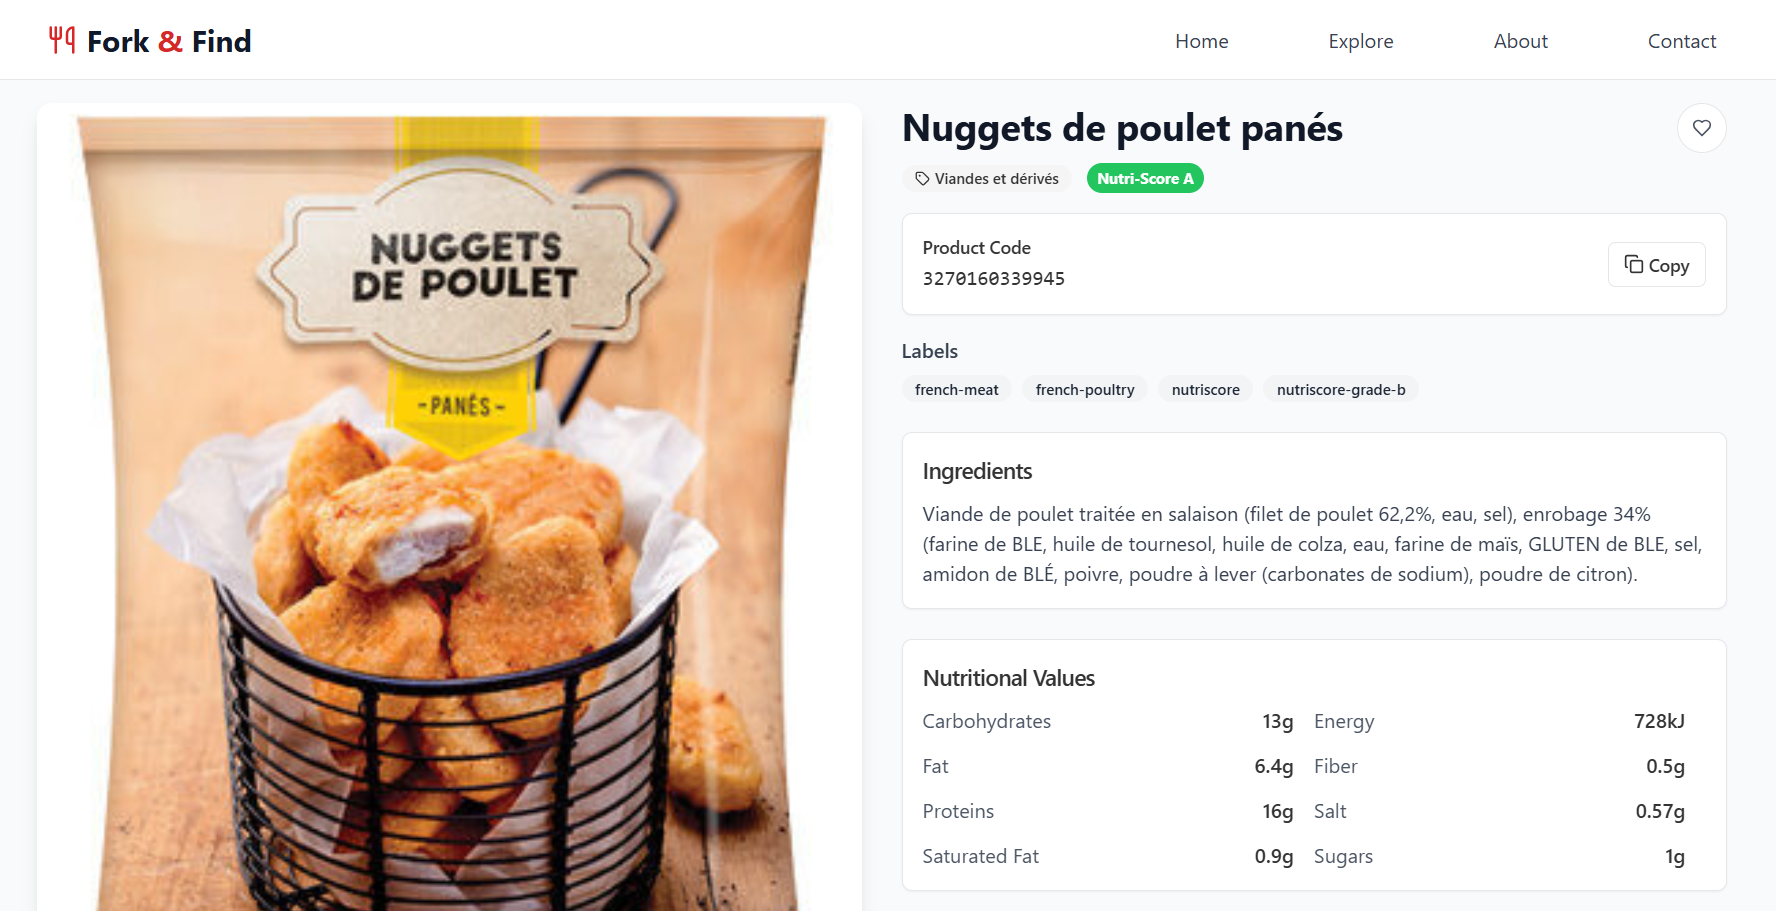 Fork & Find
Home Explore About Contact
NUGGETS
DE POULET
-PANÉS-
Nuggets de poulet panés
Viandes et dérivés Nutri-Score A
Product Code
3270160339945
Copy
Labels
french-meat french-poultry nutriscore nutriscore-grade-b
Ingredients
Viande de poulet traitée en salaison (filet de poulet 62,2%, eau, sel), enrobage 34%
(farine de BLE, huile de tournesol, huile de colza, eau, farine de maïs, GLUTEN de BLE, sel,
amidon de BLÉ, poivre, poudre à lever (carbonates de sodium), poudre de citron).
Nutritional Values
Carbohydrates 13g Energy 728kJ
Fat 6.4g Fiber 0.5g
Proteins 16g Salt 0.57g
Saturated Fat 0.9g Sugars 1g